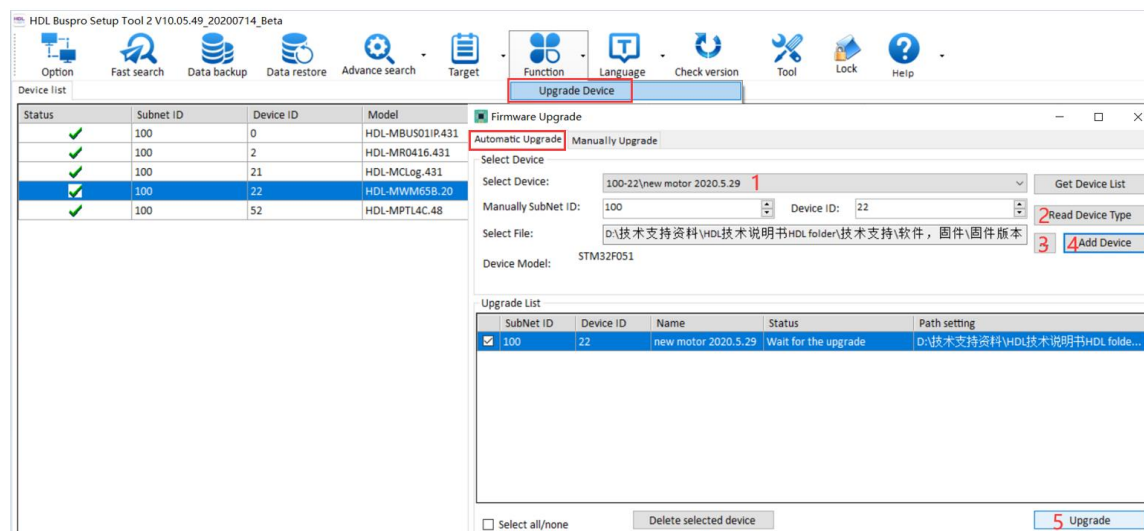 HDL Buspro Setup Tool 2 V10.05.49_20200714_Beta
Option Fast search Data backup Data restore Advance search Target Function Language Check version Tool Lock Help
Device list
Upgrade Device
Status Subnet ID Device ID Model
100 0 HDL-MBUS01IP.431
100 2 HDL-MR0416.431
100 21 HDL-MCLog.431
100 22 HDL-MWM65B.20
100 52 HDL-MPTL4C.48
Firmware Upgrade
Automatic Upgrade Manually Upgrade
Select Device
Select Device: 100-22\new motor 2020.5.29 1 Get Device List
Manually SubNet ID: 100 Device ID: 22 2 Read Device Type
Select File: D:\技术支持资料\HDL技术说明书HDL folder\技术支持\软件，固件\固件版本 3 4 Add Device
Device Model: STM32F051
Upgrade List
SubNet ID Device ID Name Status Path setting
100 22 new motor 2020.5.29 Wait for the upgrade D:\技术支持资料\HDL技术说明书HDL folde...
Select all/none Delete selected device 5 Upgrade